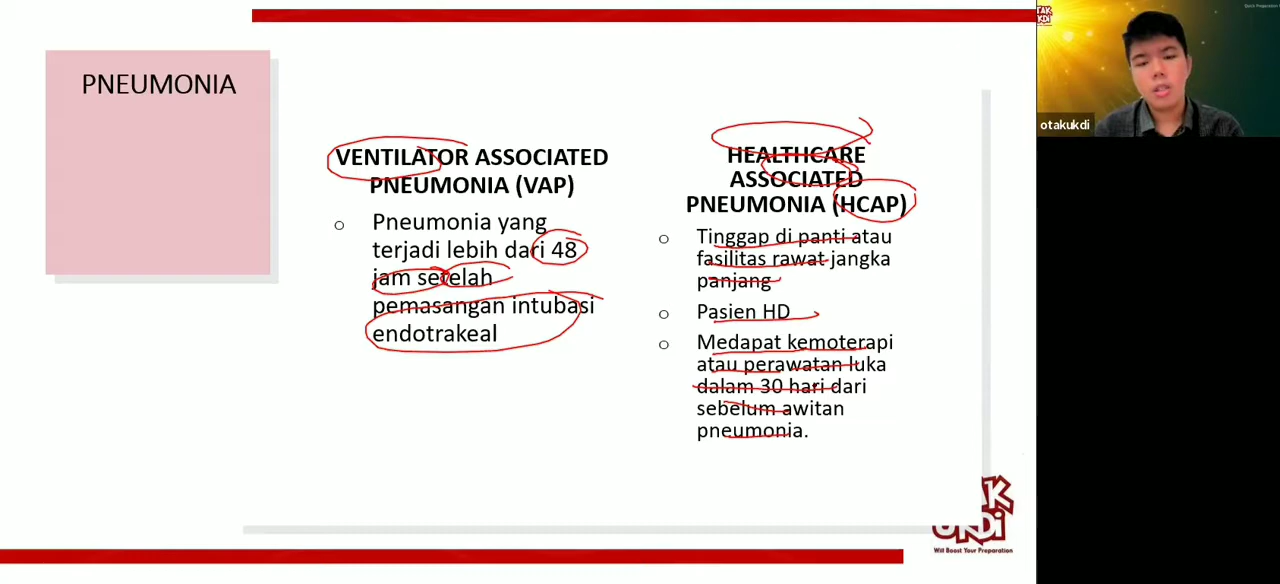 PNEUMONIA
VENTILATOR ASSOCIATED
PNEUMONIA (VAP)
o Pneumonia yang
terjadi lebih dari 48
jam setelah
pemasangan intubasi
endotrakeal
HEALTHCARE
ASSOCIATED
PNEUMONIA (HCAP)
o Tinggap di panti atau
fasilitas rawat jangka
panjang
o Pasien HD
o Medapat kemoterapi
atau perawatan luka
dalam 30 hari dari
sebelum awitan
pneumonia.
UKDi
Will Boost Your Preparation
otakukdi